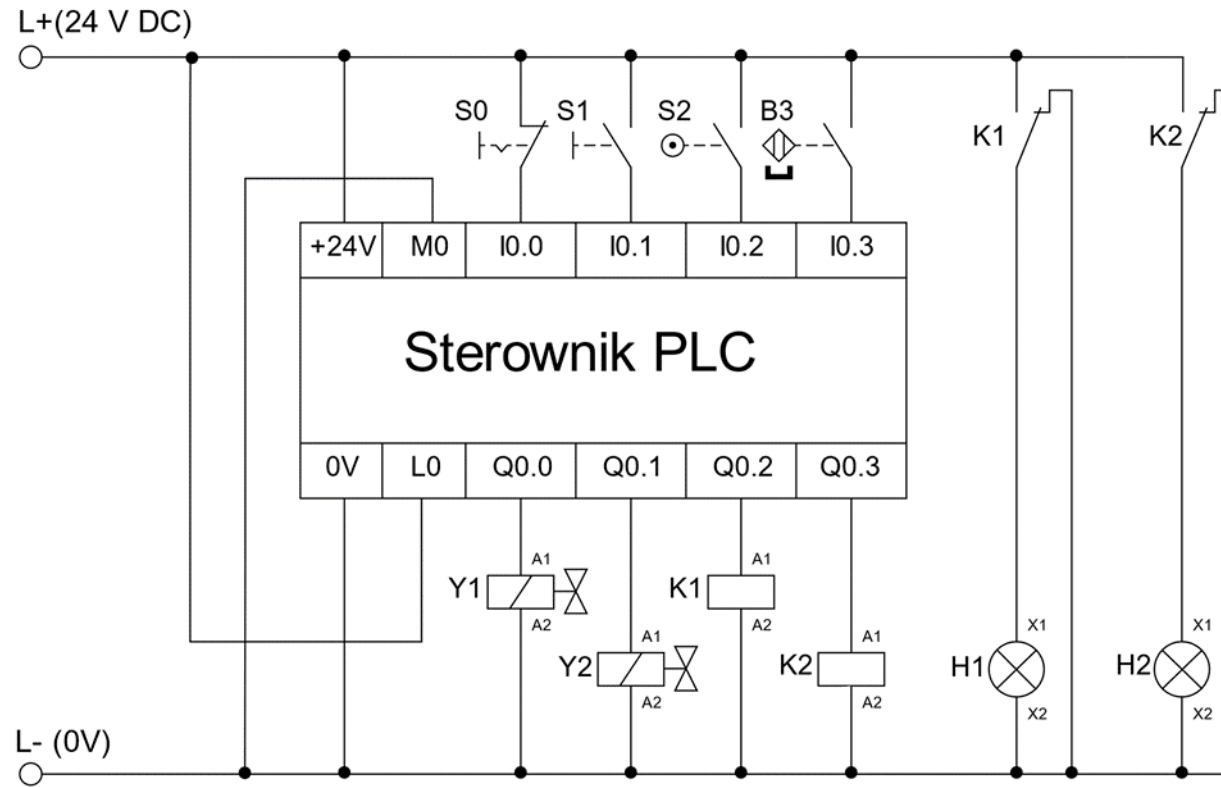 L+(24 V DC)
S0 S1 S2 B3 K1 K2
+24V M0 I0.0 I0.1 I0.2 I0.3
Sterownik PLC
0V L0 Q0.0 Q0.1 Q0.2 Q0.3
A1 A1
Y1 K1
A2 A2
A1 A1 X1 X1
Y2 K2 H1 H2
A2 A2 X2 X2
L- (0V)